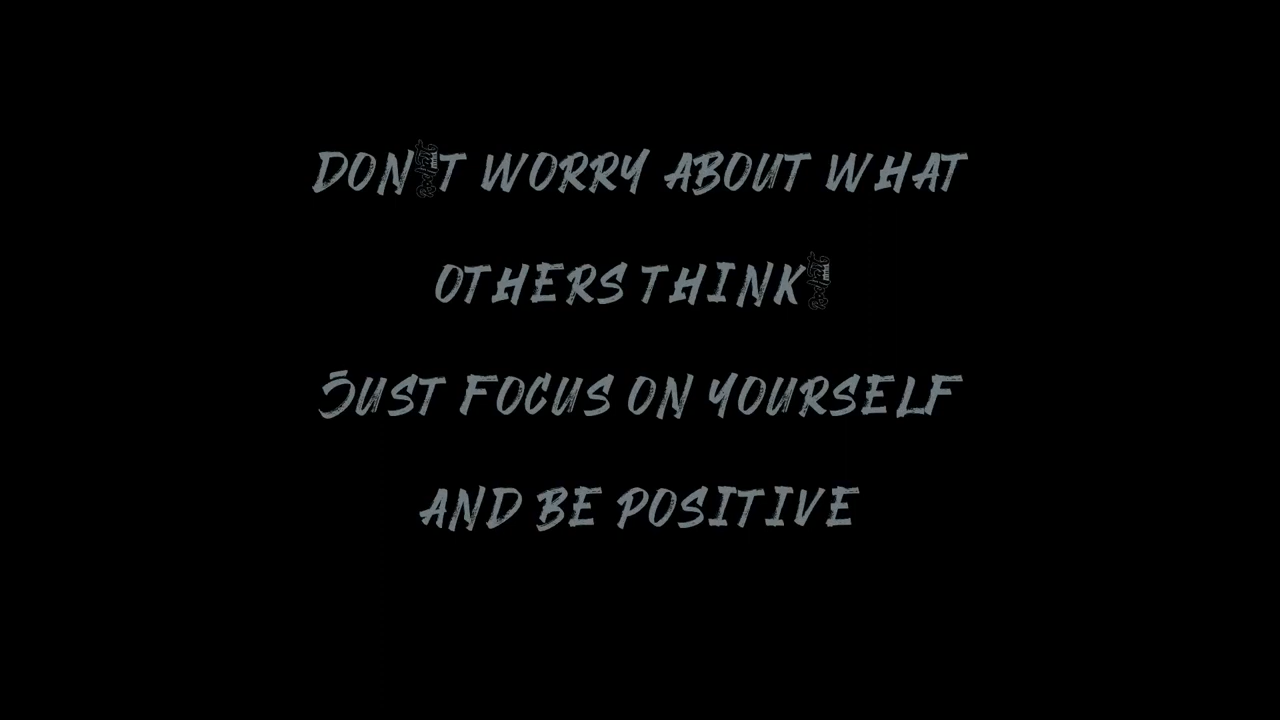 DON'T WORRY ABOUT WHAT
OTHERS THINK
JUST FOCUS ON YOURSELF
AND BE POSITIVE